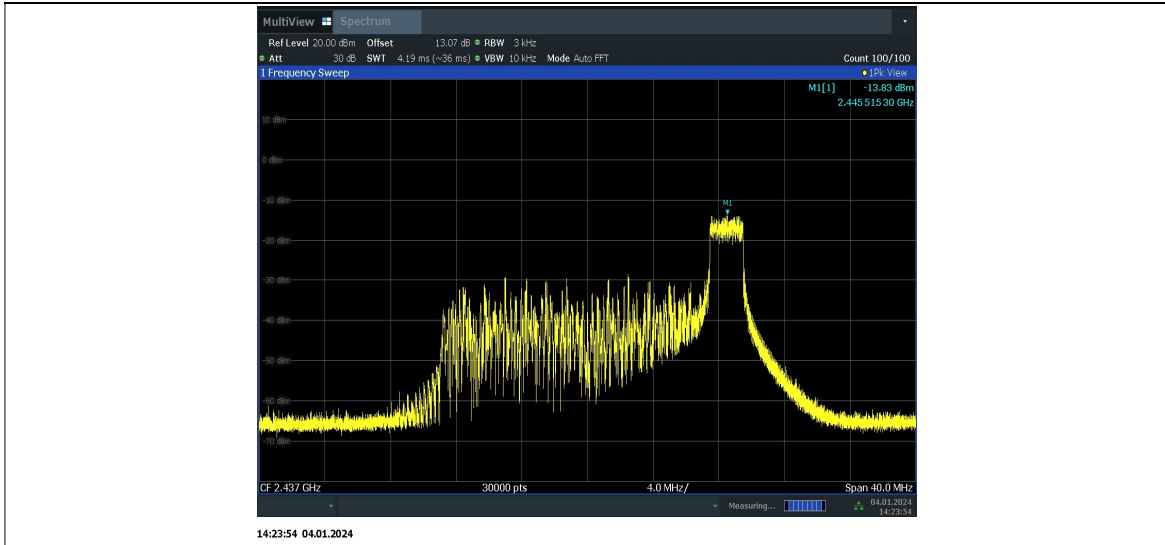 MultiView Spectrum
Ref Level 20.00 dBm Offset 13.07 dB RBW 3 kHz
Att 30 dB SWT 4.19 ms (~36 ms) VBW 10 kHz Mode Auto FFT Count 100/100
1 Frequency Sweep 1Pk View
M1[1] -13.83 dBm
2.445 515 30 GHz
10 dBm
0 dBm
-10 dBm
M1
-20 dBm
-30 dBm
-40 dBm
-50 dBm
-60 dBm
-70 dBm
CF 2.437 GHz 30000 pts 4.0 MHz/ Span 40.0 MHz
Measuring... 04.01.2024
14:23:54
14:23:54 04.01.2024